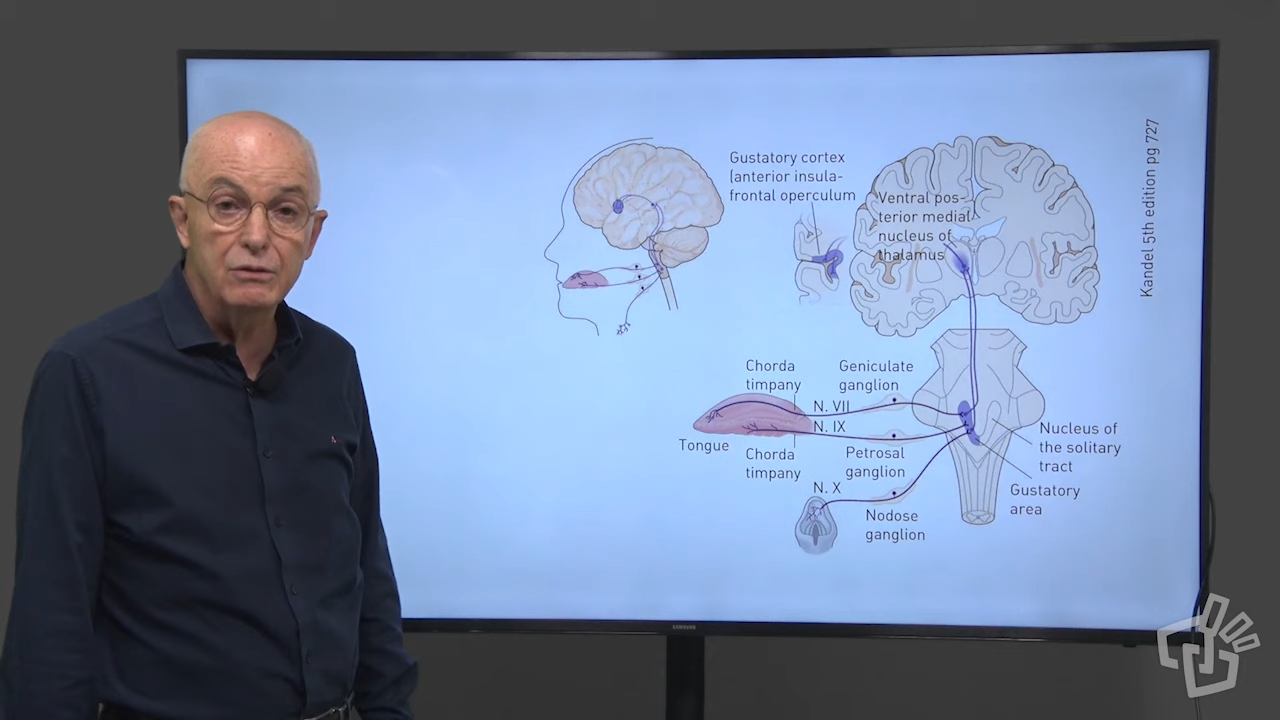 Gustatory cortex
(anterior insula-
frontal operculum
Ventral pos-
terior medial
nucleus of
thalamus
Kandel 5th edition pg 727
Chorda
timpany
Geniculate
ganglion
N. VII
N. IX
Tongue
Chorda
timpany
Petrosal
ganglion
N. X
Nodose
ganglion
Nucleus of
the solitary
tract
Gustatory
area
SAMSUNG